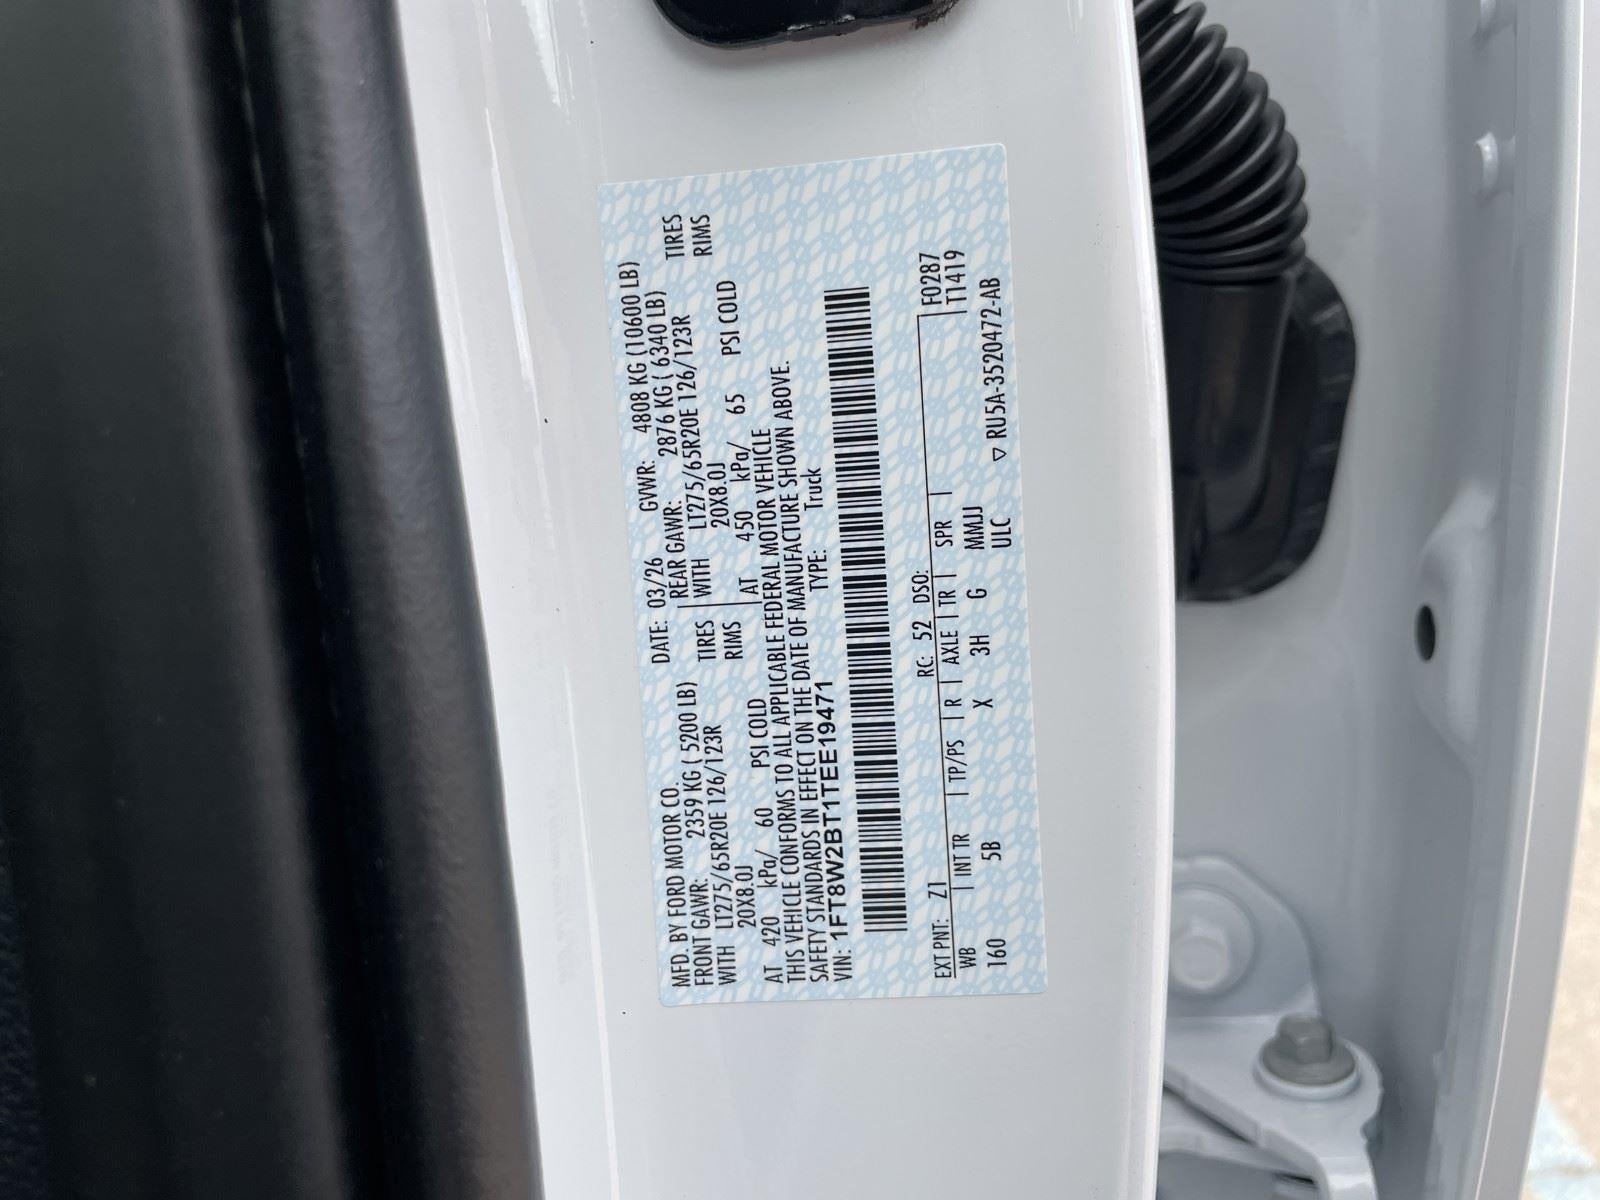 MFD. BY FORD MOTOR CO. DATE: 03/26 GVWR: 4808 KG (10600 LB)
FRONT GAWR: 2359 KG ( 5200 LB) REAR GAWR: 2876 KG ( 6340 LB)
WITH LT275/65R20E 126/123R TIRES WITH LT275/65R20E 126/123R TIRES
20X8.0J RIMS 20X8.0J RIMS
AT 420 kPa/ 60 PSI COLD AT 450 kPa/ 65 PSI COLD
THIS VEHICLE CONFORMS TO ALL APPLICABLE FEDERAL MOTOR VEHICLE
SAFETY STANDARDS IN EFFECT ON THE DATE OF MANUFACTURE SHOWN ABOVE.
VIN: 1FT8W2BT1TEE19471 TYPE: Truck
EXT PNT: Z1 RC: 52 DSO: F0287
WB INT TR TP/PS R AXLE TR SPR T1419
160 5B X 3H G MMJJ
ULC ▽ RU5A-3520472-AB